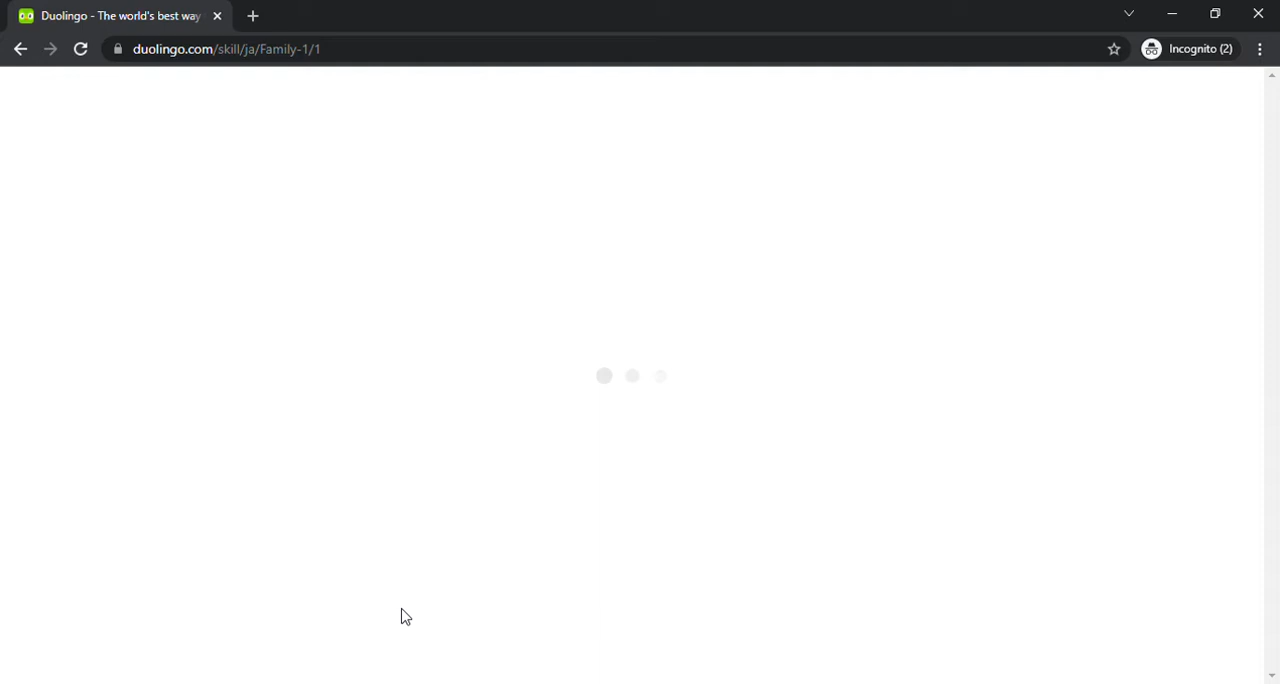 Duolingo - The world's best way
duolingo.com/skill/ja/Family-1/1
Incognito (2)